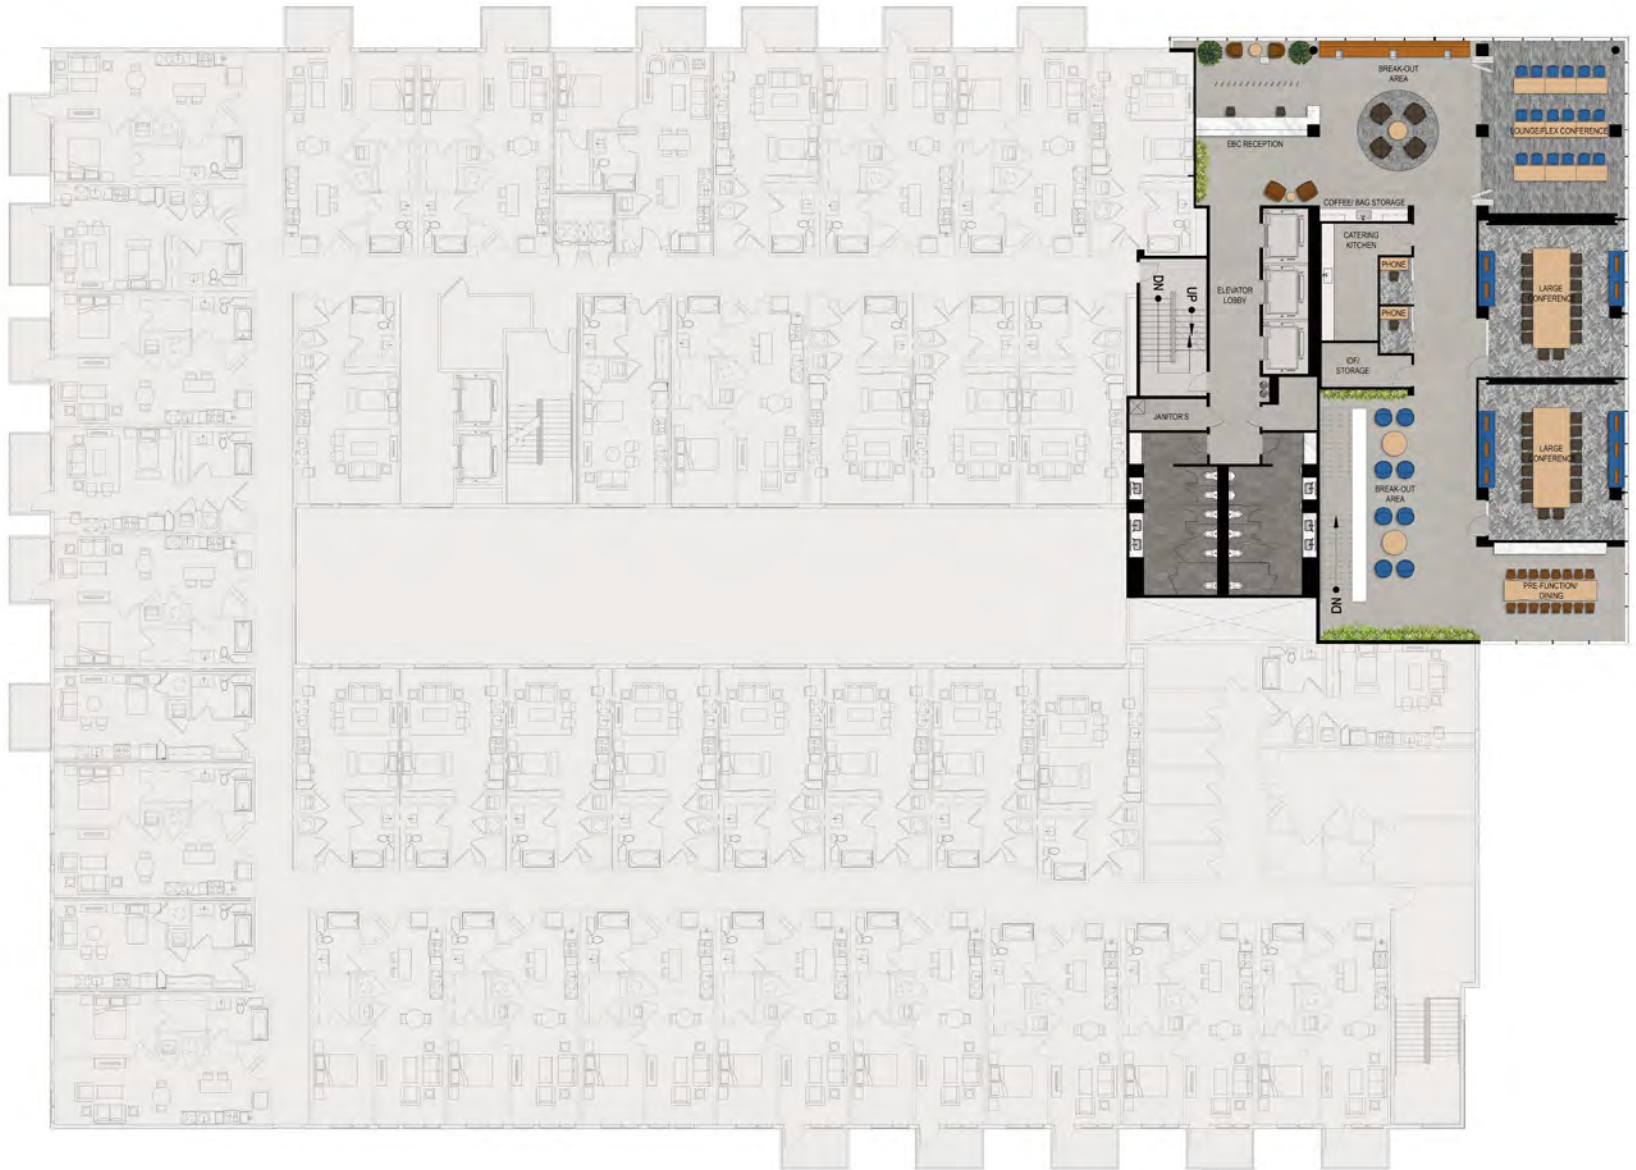 BREAK-OUT
AREA
LOUNGE/FLEX CONFERENCE
EBC RECEPTION
COFFEE/ BAG STORAGE
CATERING
KITCHEN
PHONE
PHONE
DN
UP
ELEVATOR
LOBBY
LARGE
CONFERENCE
IDF/
STORAGE
JANITOR'S
LARGE
CONFERENCE
BREAK-OUT
AREA
DN
PRE-FUNCTION/
DINING